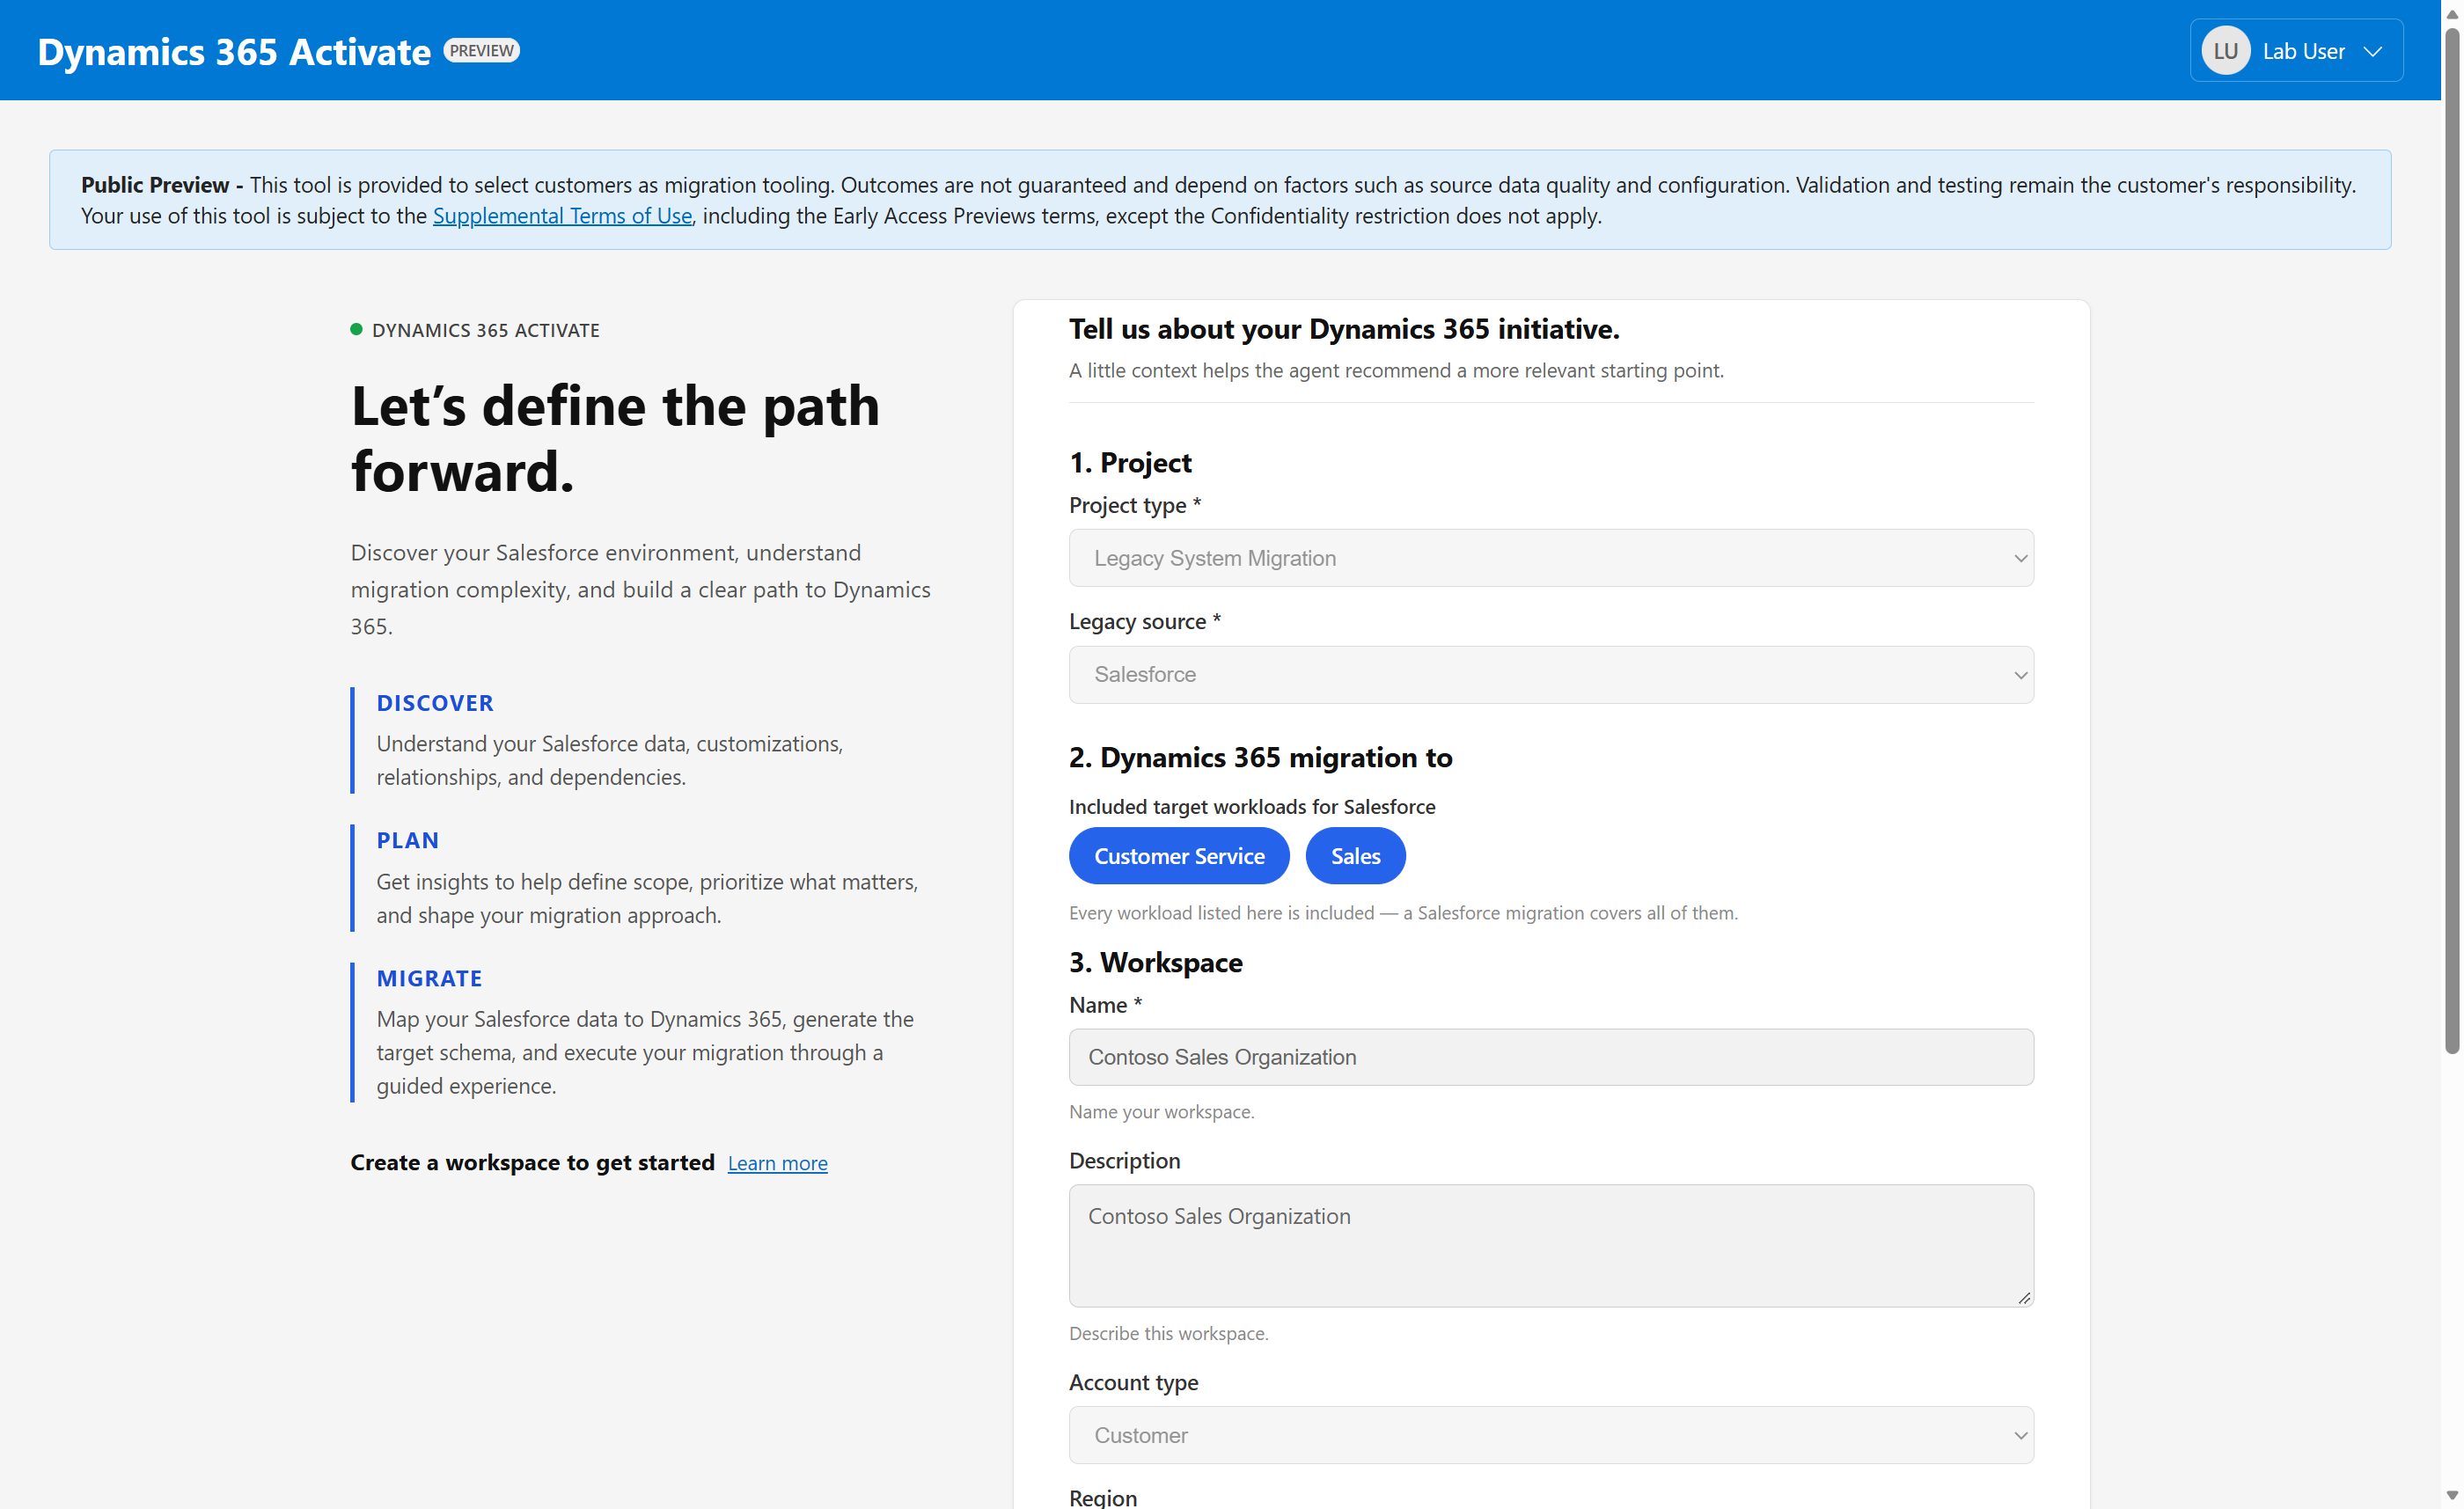 Dynamics 365 Activate PREVIEW
LU Lab User
Public Preview - This tool is provided to select customers as migration tooling. Outcomes are not guaranteed and depend on factors such as source data quality and configuration. Validation and testing remain the customer's responsibility.
Your use of this tool is subject to the Supplemental Terms of Use, including the Early Access Previews terms, except the Confidentiality restriction does not apply.
DYNAMICS 365 ACTIVATE
Let’s define the path
forward.
Discover your Salesforce environment, understand
migration complexity, and build a clear path to Dynamics
365.
DISCOVER
Understand your Salesforce data, customizations,
relationships, and dependencies.
PLAN
Get insights to help define scope, prioritize what matters,
and shape your migration approach.
MIGRATE
Map your Salesforce data to Dynamics 365, generate the
target schema, and execute your migration through a
guided experience.
Create a workspace to get started Learn more
Tell us about your Dynamics 365 initiative.
A little context helps the agent recommend a more relevant starting point.
1. Project
Project type *
Legacy System Migration
Legacy source *
Salesforce
2. Dynamics 365 migration to
Included target workloads for Salesforce
Customer Service Sales
Every workload listed here is included — a Salesforce migration covers all of them.
3. Workspace
Name *
Contoso Sales Organization
Name your workspace.
Description
Contoso Sales Organization
Describe this workspace.
Account type
Customer
Region